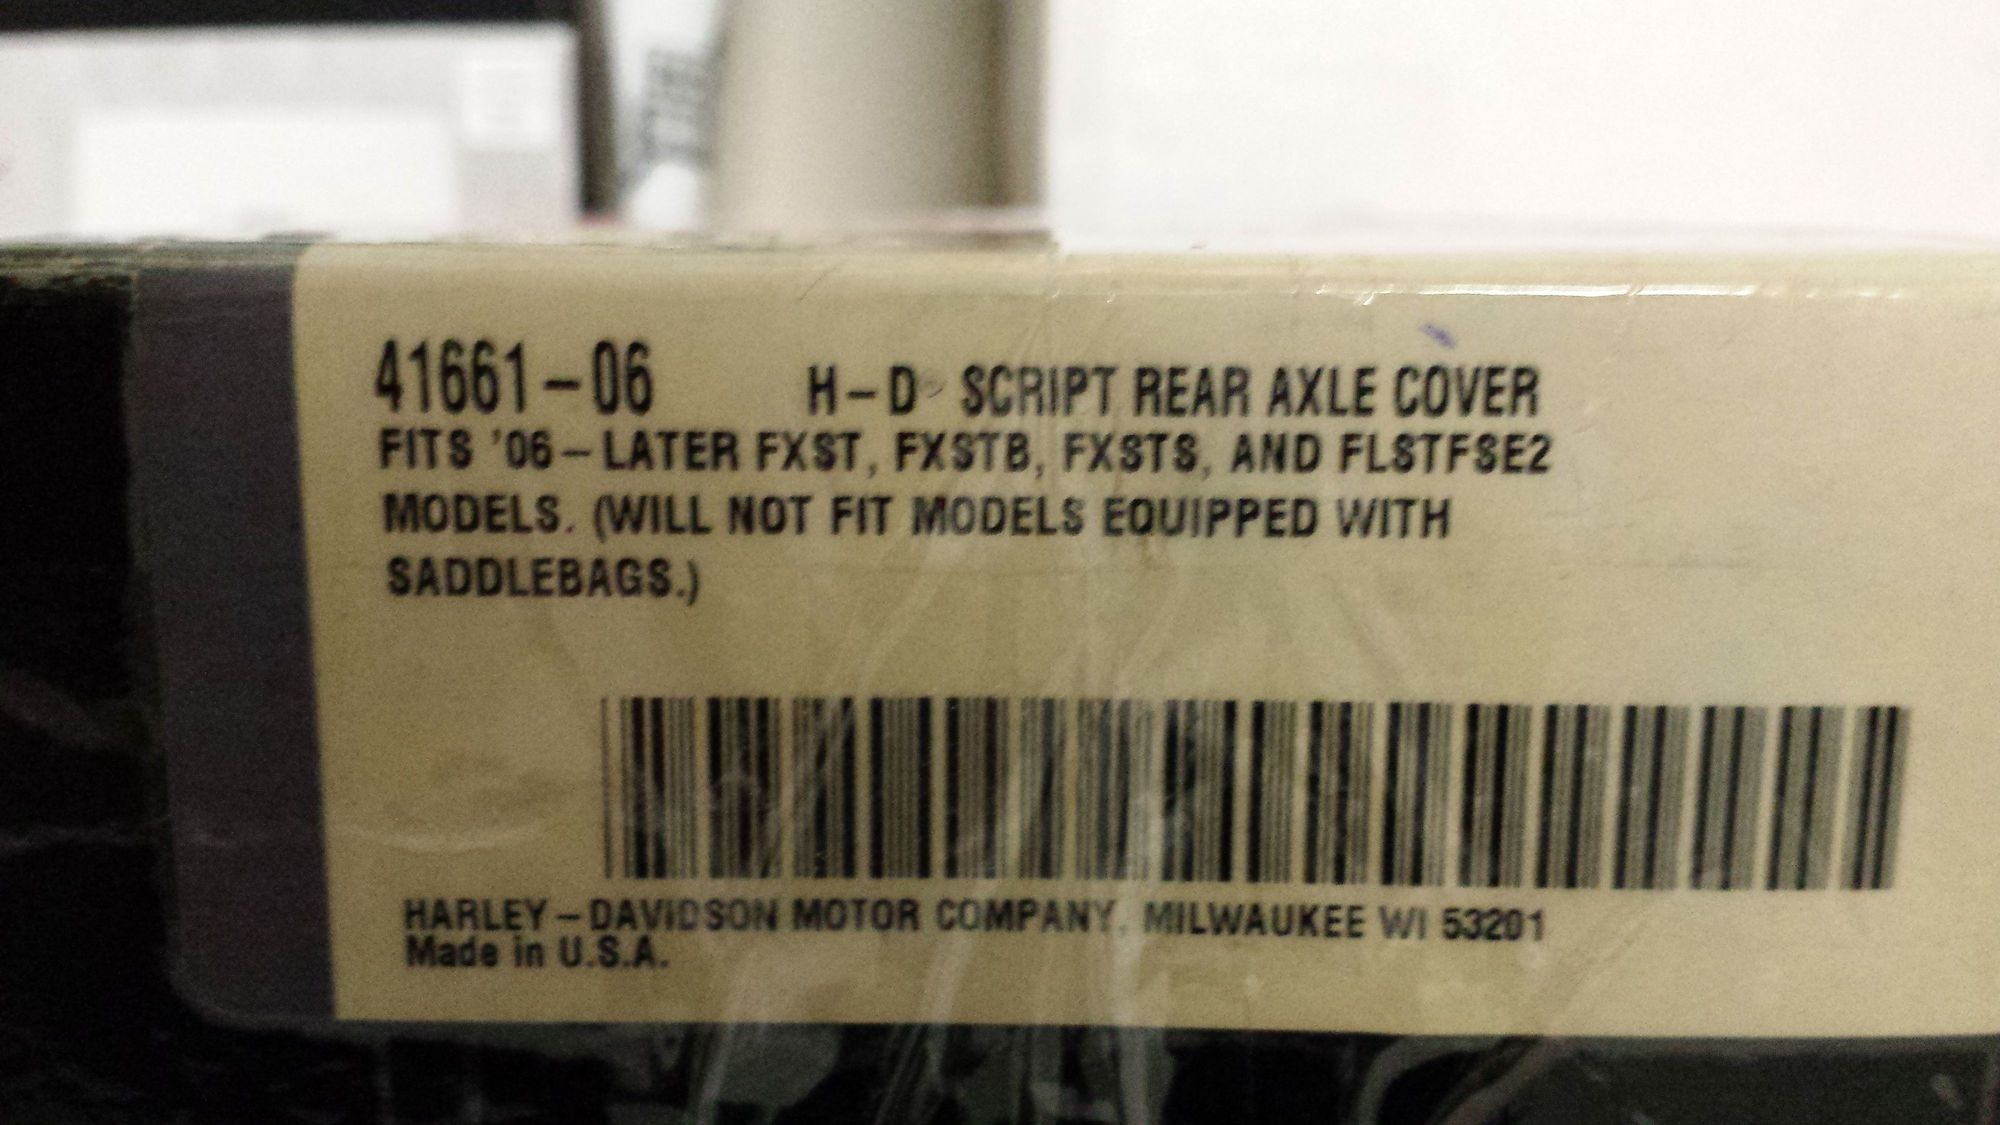 41661-06 H-D SCRIPT REAR AXLE COVER
FITS '06-LATER FXST, FXSTB, FXSTS, AND FLSTFSE2
MODELS. (WILL NOT FIT MODELS EQUIPPED WITH
SADDLEBAGS.)
HARLEY-DAVIDSON MOTOR COMPANY, MILWAUKEE WI 53201
Made in U.S.A.